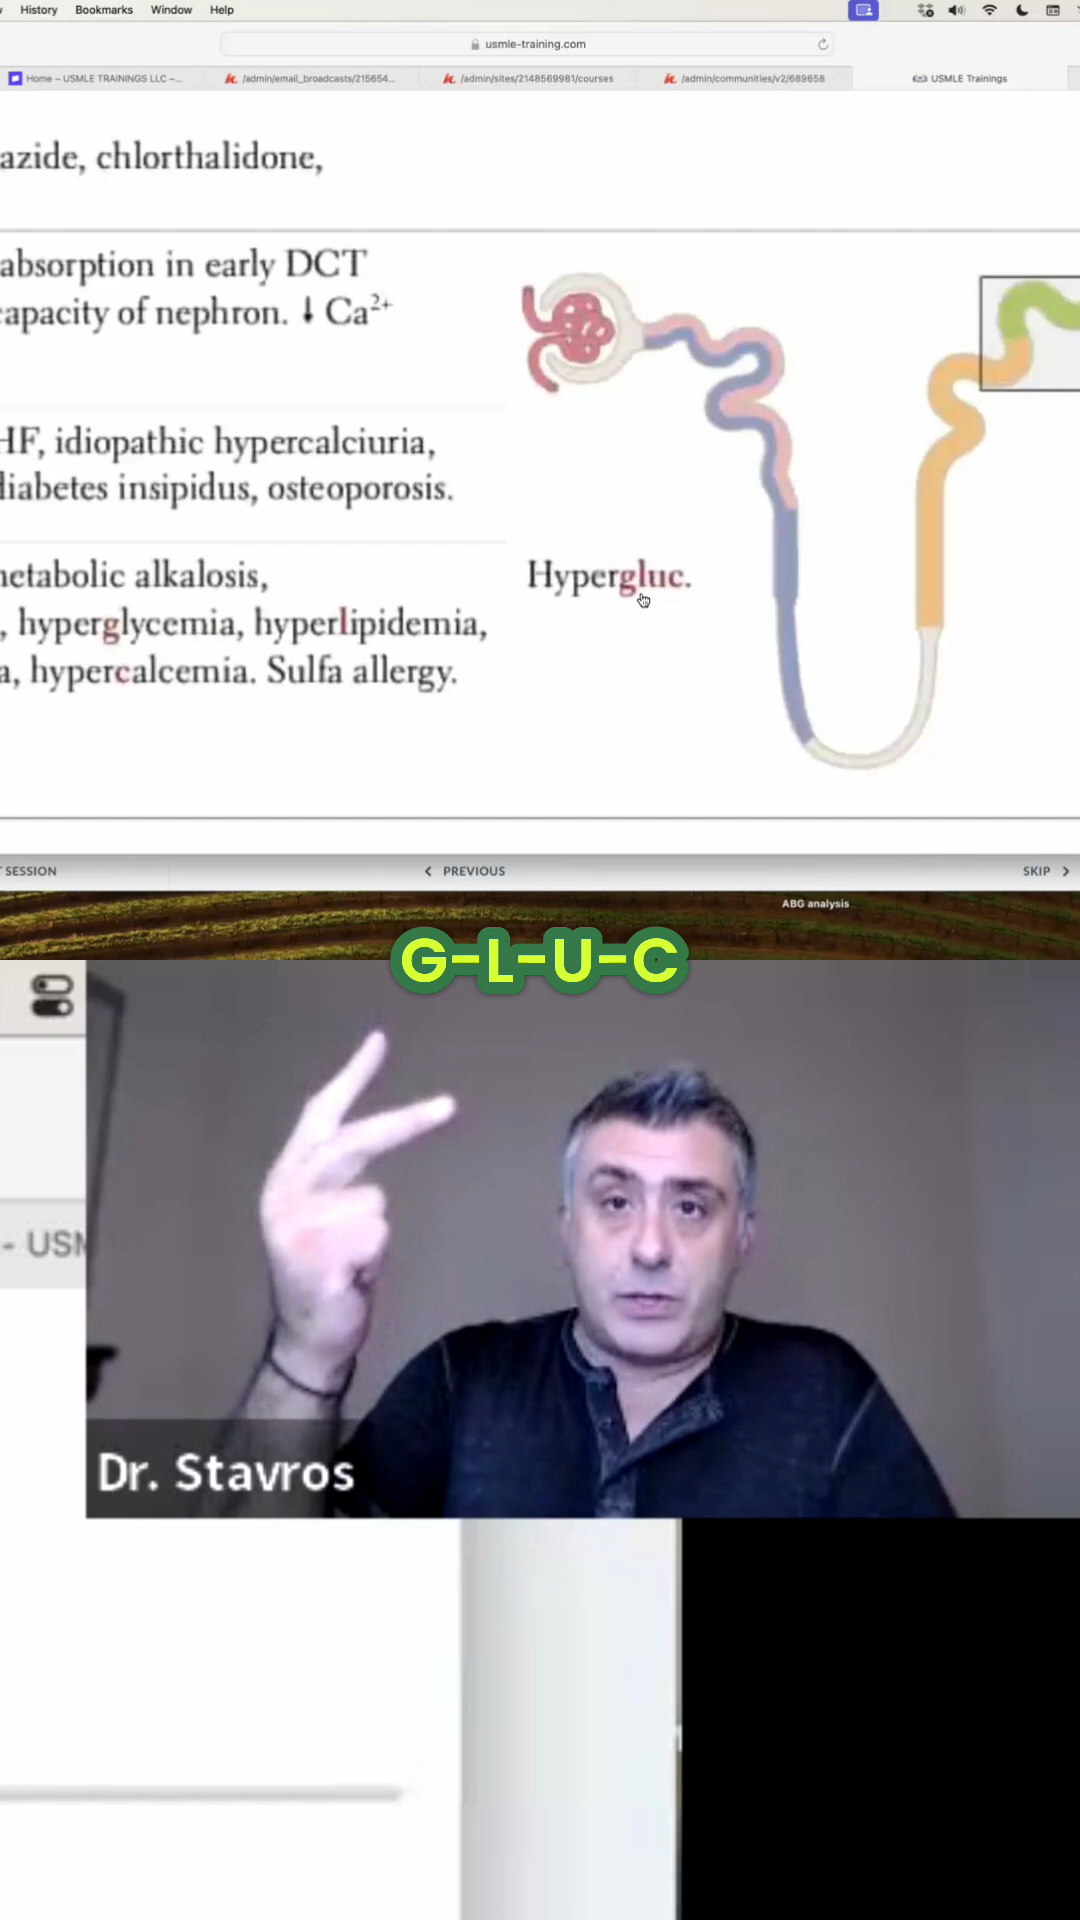 History Bookmarks Window Help
usmle-training.com
Home – USMLE TRAININGS LLC –... /admin/email_broadcasts/215654... /admin/sites/2148569981/courses /admin/communities/v2/689658 USMLE Trainings
azide, chlorthalidone,
absorption in early DCT
capacity of nephron. ↓ Ca²⁺
HF, idiopathic hypercalciuria,
diabetes insipidus, osteoporosis.
metabolic alkalosis,
Hypergluc.
, hyperglycemia, hyperlipidemia,
a, hypercalcemia. Sulfa allergy.
SESSION PREVIOUS SKIP
ABG analysis
G-L-U-C
- USM
Dr. Stavros